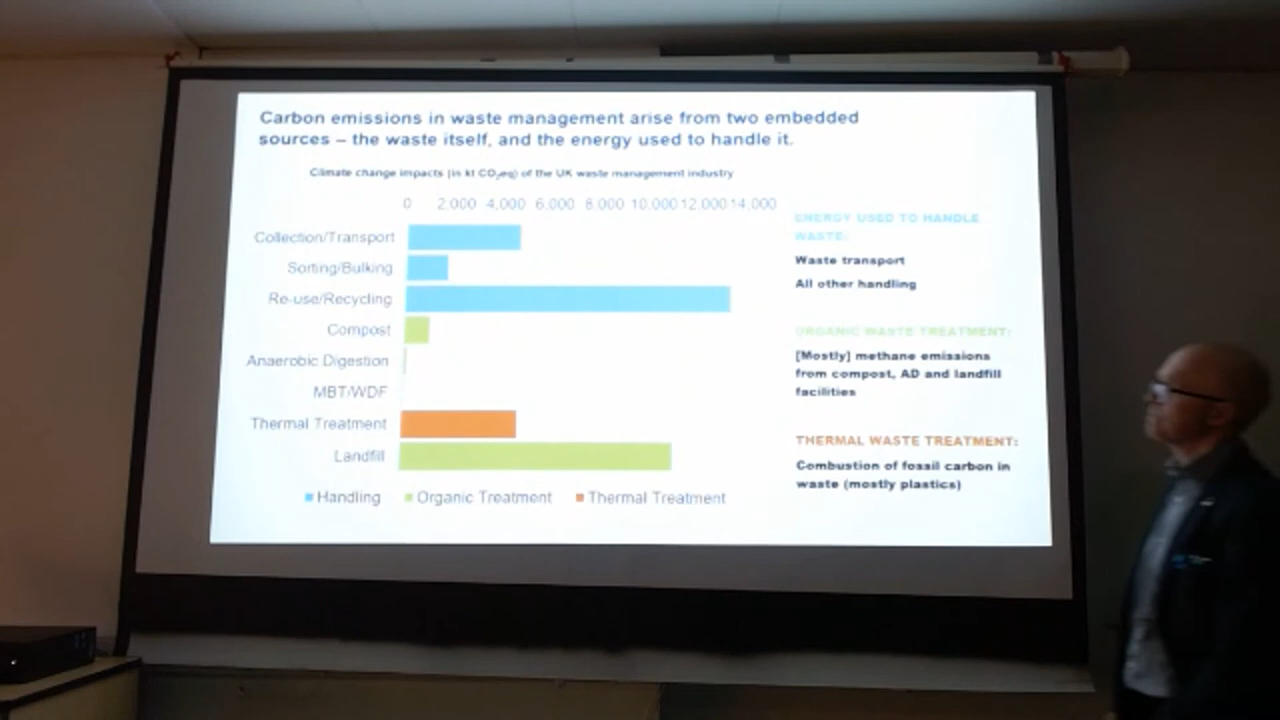 Carbon emissions in waste management arise from two embedded
sources – the waste itself, and the energy used to handle it.
Climate change impacts (in kt CO₂eq) of the UK waste management industry
0 2,000 4,000 6,000 8,000 10,000 12,000 14,000
Collection/Transport
Sorting/Bulking
Re-use/Recycling
Compost
Anaerobic Digestion
MBT/WDF
Thermal Treatment
Landfill
Handling Organic Treatment Thermal Treatment
ENERGY USED TO HANDLE
WASTE:
Waste transport
All other handling
ORGANIC WASTE TREATMENT:
[Mostly] methane emissions
from compost, AD and landfill
facilities
THERMAL WASTE TREATMENT:
Combustion of fossil carbon in
waste (mostly plastics)